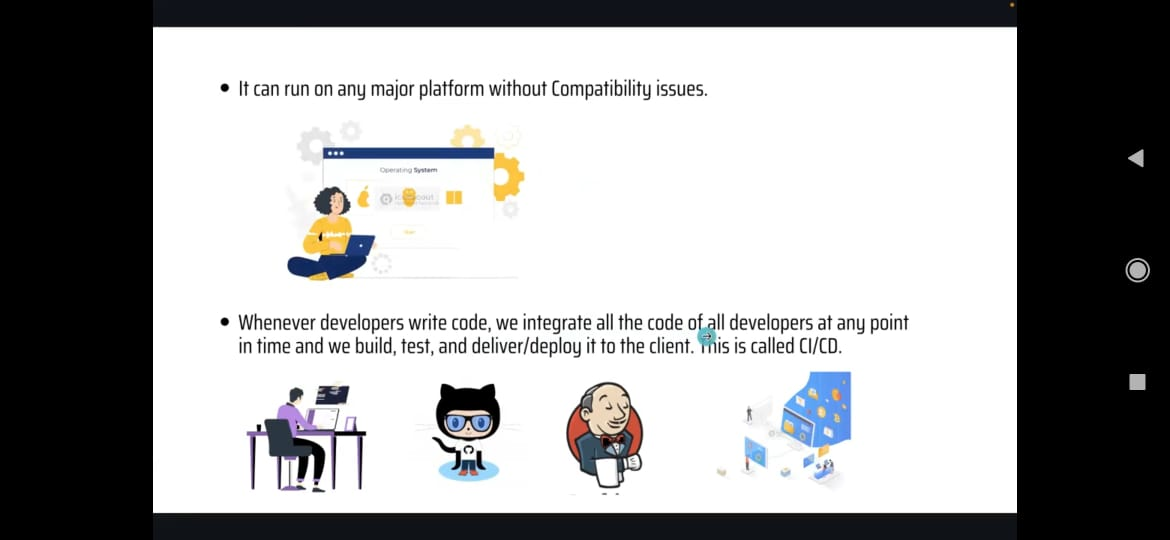 It can run on any major platform without Compatibility issues.
Operating System
Whenever developers write code, we integrate all the code of all developers at any point
in time and we build, test, and deliver/deploy it to the client. This is called CI/CD.